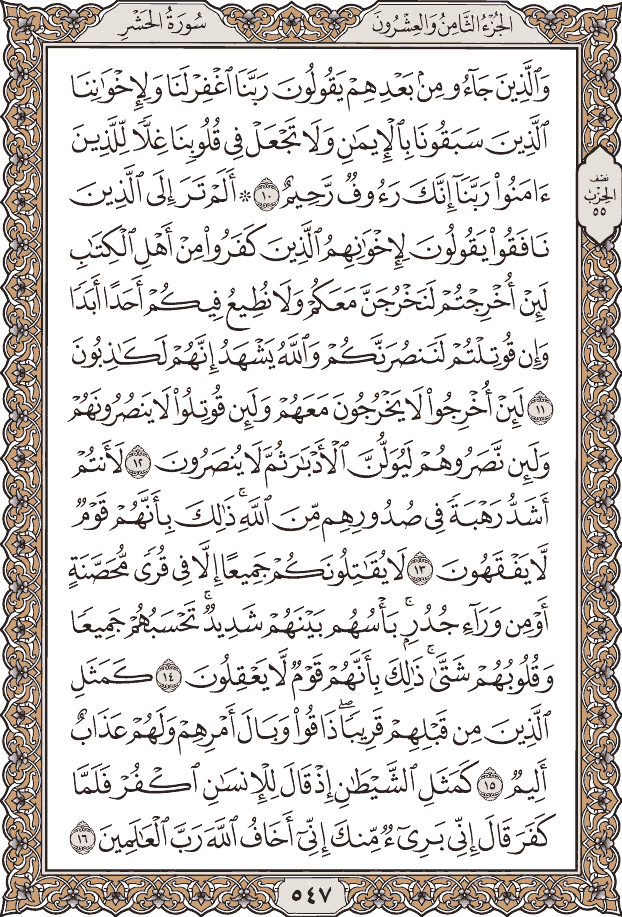 الجُزْءُ الثَّامِنُ وَالعِشْرُونَ
سُورَةُ الحَشْرِ
وَٱلَّذِينَ جَآءُو مِنۢ بَعْدِهِمْ يَقُولُونَ رَبَّنَا ٱغْفِرْ لَنَا وَلِإِخْوَٰنِنَا
ٱلَّذِينَ سَبَقُونَا بِٱلْإِيمَٰنِ وَلَا تَجْعَلْ فِى قُلُوبِنَا غِلًّا لِّلَّذِينَ
ءَامَنُوا۟ رَبَّنَآ إِنَّكَ رَءُوفٌ رَّحِيمٌ ١٠ ۞ أَلَمْ تَرَ إِلَى ٱلَّذِينَ
نَافَقُوا۟ يَقُولُونَ لِإِخْوَٰنِهِمُ ٱلَّذِينَ كَفَرُوا۟ مِنْ أَهْلِ ٱلْكِتَٰبِ
لَئِنْ أُخْرِجْتُمْ لَنَخْرُجَنَّ مَعَكُمْ وَلَا نُطِيعُ فِيكُمْ أَحَدًا أَبَدًا
وَإِن قُوتِلْتُمْ لَنَنصُرَنَّكُمْ وَٱللَّهُ يَشْهَدُ إِنَّهُمْ لَكَٰذِبُونَ
١١ لَئِنْ أُخْرِجُوا۟ لَا يَخْرُجُونَ مَعَهُمْ وَلَئِن قُوتِلُوا۟ لَا يَنصُرُونَهُمْ
وَلَئِن نَّصَرُوهُمْ لَيُوَلُّنَّ ٱلْأَدْبَٰرَ ثُمَّ لَا يُنصَرُونَ ١٢ لَأَنتُمْ
أَشَدُّ رَهْبَةً فِى صُدُورِهِم مِّنَ ٱللَّهِ ۚ ذَٰلِكَ بِأَنَّهُمْ قَوْمٌ
لَّا يَفْقَهُونَ ١٣ لَا يُقَٰتِلُونَكُمْ جَمِيعًا إِلَّا فِى قُرًى مُّحَصَّنَةٍ
أَوْ مِن وَرَآءِ جُدُرٍۭ ۚ بَأْسُهُم بَيْنَهُمْ شَدِيدٌ ۚ تَحْسَبُهُمْ جَمِيعًا
وَقُلُوبُهُمْ شَتَّىٰ ۚ ذَٰلِكَ بِأَنَّهُمْ قَوْمٌ لَّا يَعْقِلُونَ ١٤ كَمَثَلِ
ٱلَّذِينَ مِن قَبْلِهِمْ قَرِيبًا ۖ ذَاقُوا۟ وَبَالَ أَمْرِهِمْ وَلَهُمْ عَذَابٌ
أَلِيمٌ ١٥ كَمَثَلِ ٱلشَّيْطَٰنِ إِذْ قَالَ لِلْإِنسَٰنِ ٱكْفُرْ فَلَمَّا
كَفَرَ قَالَ إِنِّى بَرِىٓءٌ مِّنكَ إِنِّىٓ أَخَافُ ٱللَّهَ رَبَّ ٱلْعَٰلَمِينَ ١٦
نصف
الحزب
٥٥
٥٤٧